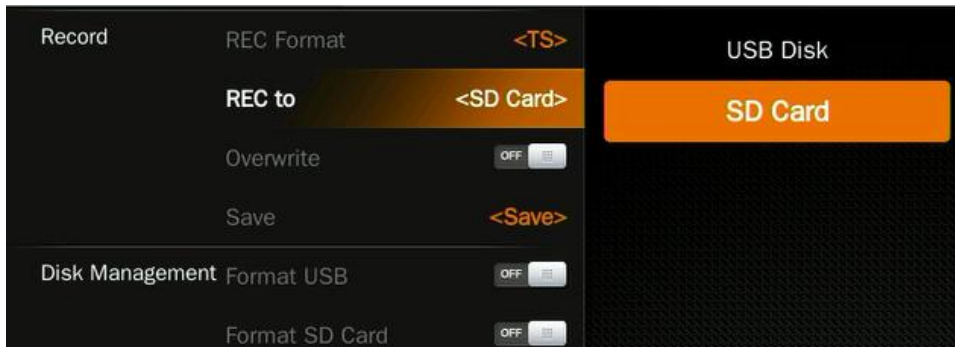 Record REC Format <TS>
USB Disk
REC to <SD Card>
SD Card
Overwrite OFF
Save <Save>
Disk Management Format USB OFF
Format SD Card OFF